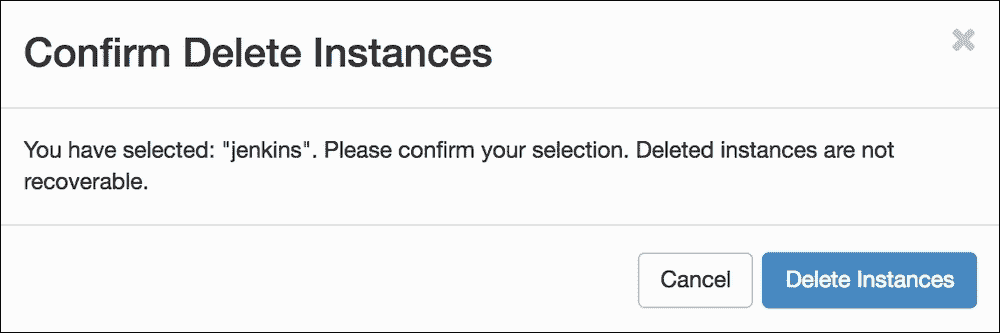 Confirm Delete Instances
You have selected: "jenkins". Please confirm your selection. Deleted instances are not
recoverable.
Cancel
Delete Instances